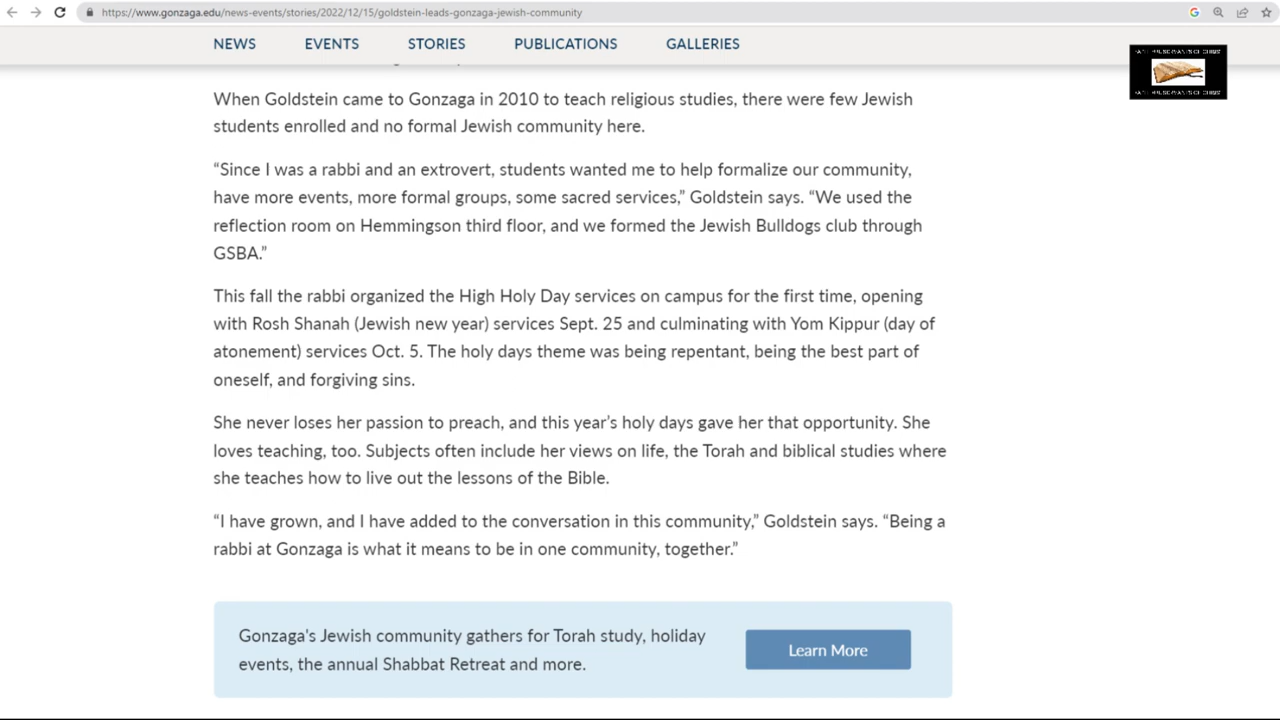 https://www.gonzaga.edu/news-events/stories/2022/12/15/goldstein-leads-gonzaga-jewish-community
NEWS EVENTS STORIES PUBLICATIONS GALLERIES
When Goldstein came to Gonzaga in 2010 to teach religious studies, there were few Jewish
students enrolled and no formal Jewish community here.
“Since I was a rabbi and an extrovert, students wanted me to help formalize our community,
have more events, more formal groups, some sacred services,” Goldstein says. “We used the
reflection room on Hemmingson third floor, and we formed the Jewish Bulldogs club through
GSBA.”
This fall the rabbi organized the High Holy Day services on campus for the first time, opening
with Rosh Shanah (Jewish new year) services Sept. 25 and culminating with Yom Kippur (day of
atonement) services Oct. 5. The holy days theme was being repentant, being the best part of
oneself, and forgiving sins.
She never loses her passion to preach, and this year’s holy days gave her that opportunity. She
loves teaching, too. Subjects often include her views on life, the Torah and biblical studies where
she teaches how to live out the lessons of the Bible.
“I have grown, and I have added to the conversation in this community,” Goldstein says. “Being a
rabbi at Gonzaga is what it means to be in one community, together.”
Gonzaga's Jewish community gathers for Torah study, holiday
events, the annual Shabbat Retreat and more.
Learn More